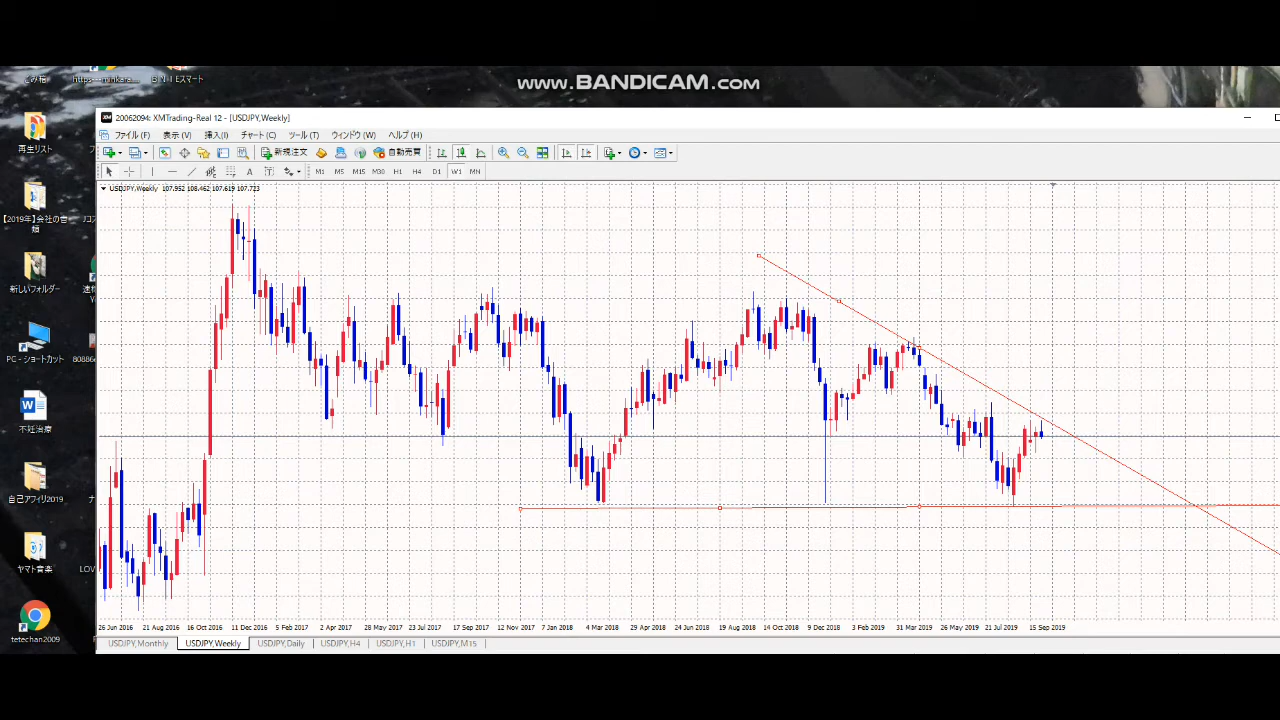 www.BANDICAM.com
https---minkara....
再生リスト
新しいフォルダー
PC - ショートカット
不妊治療
自己アフィリ2019
ヤマト音楽
tetechan2009
20062094: XMTrading-Real 12 - [USDJPY,Weekly]
ファイル (F) 表示 (V) 挿入(I) チャート (C) ツール (T) ウィンドウ (W) ヘルプ (H)
新規注文 自動売買
M1 M5 M15 M30 H1 H4 D1 W1 MN
USDJPY,Weekly 107.952 108.462 107.619 107.723
26 Jun 2016 21 Aug 2016 16 Oct 2016 11 Dec 2016 5 Feb 2017 2 Apr 2017 28 May 2017 23 Jul 2017 17 Sep 2017 12 Nov 2017 7 Jan 2018 4 Mar 2018 29 Apr 2018 24 Jun 2018 19 Aug 2018 14 Oct 2018 9 Dec 2018 3 Feb 2019 31 Mar 2019 26 May 2019 21 Jul 2019 15 Sep 2019
USDJPY,Monthly USDJPY,Weekly USDJPY,Daily USDJPY,H4 USDJPY,H1 USDJPY,M15